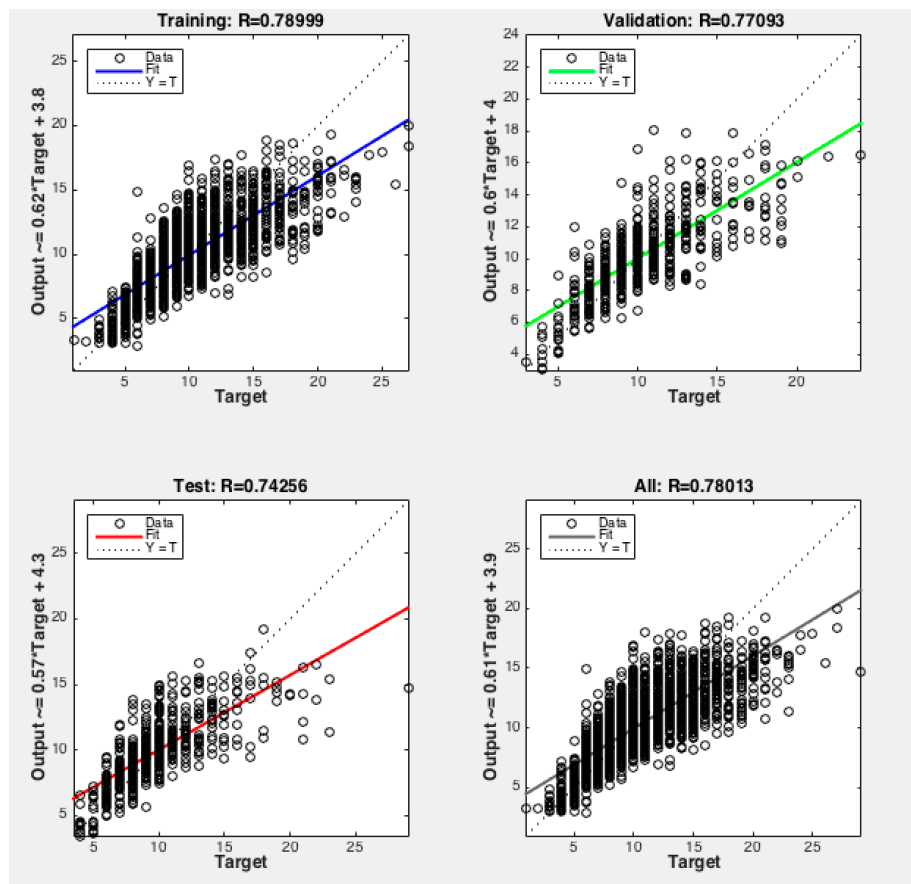 Training: R=0.78999
Data
Fit
Y = T
25
20
15
10
5
5
10
15
20
25
Target
Output ~= 0.62*Target + 3.8
Validation: R=0.77093
Data
Fit
Y = T
24
22
20
18
16
14
12
10
8
6
4
5
10
15
20
Target
Output ~= 0.6*Target + 4
Test: R=0.74256
Data
Fit
Y = T
25
20
15
10
5
5
10
15
20
25
Target
Output ~= 0.57*Target + 4.3
All: R=0.78013
Data
Fit
Y = T
25
20
15
10
5
5
10
15
20
25
Target
Output ~= 0.61*Target + 3.9